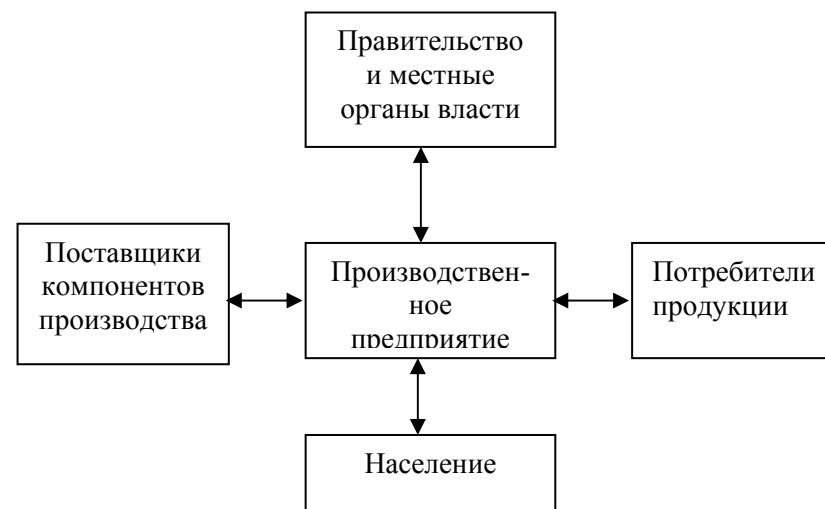 Правительство
и местные
органы власти
Поставщики
компонентов
производства
Производствен-
ное
предприятие
Потребители
продукции
Население